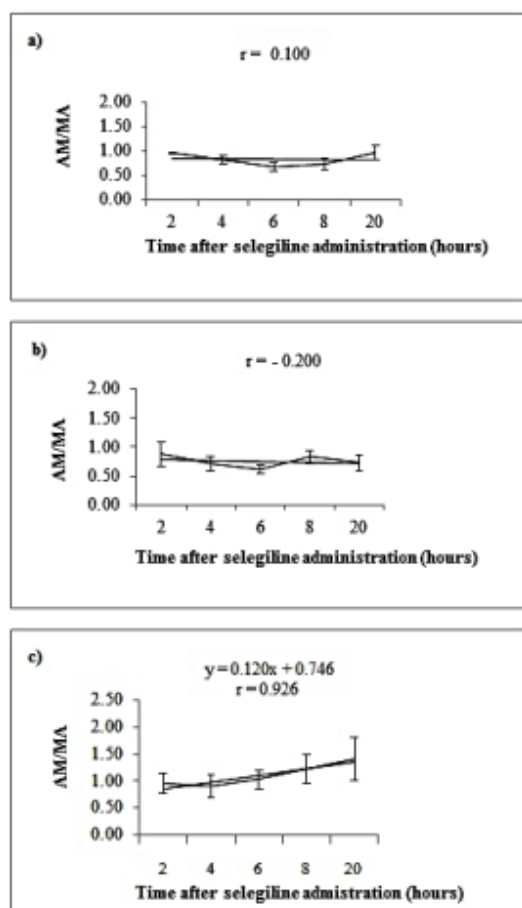 a)
r = 0.100
AM/MA
2.00
1.50
1.00
0.50
0.00
2 4 6 8 20
Time after selegiline administration (hours)
b)
r = - 0.200
AM/MA
2.00
1.50
1.00
0.50
0.00
2 4 6 8 20
Time after selegiline administration (hours)
c)
y = 0.120x + 0.746
r = 0.926
AM/MA
2.50
2.00
1.50
1.00
0.50
0.00
2 4 6 8 20
Time after selegiline admistration (hours)